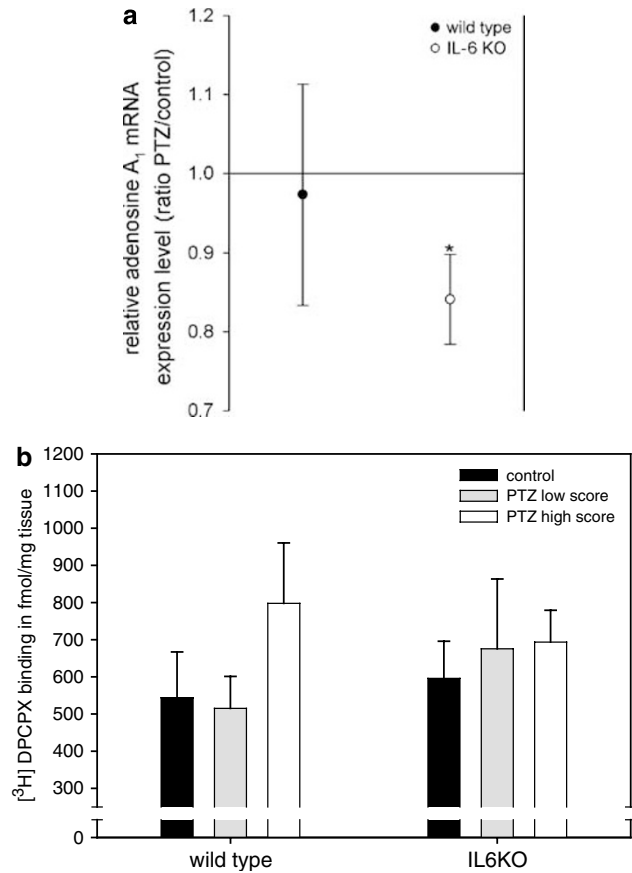 a
relative adenosine A₁ mRNA
expression level (ratio PTZ/control)
1.2
1.1
1.0
0.9
0.8
0.7
wild type
IL-6 KO
*
b
[³H] DPCPX binding in fmol/mg tissue
1200
1100
1000
900
800
700
600
500
400
300
0
control
PTZ low score
PTZ high score
wild type
IL6KO